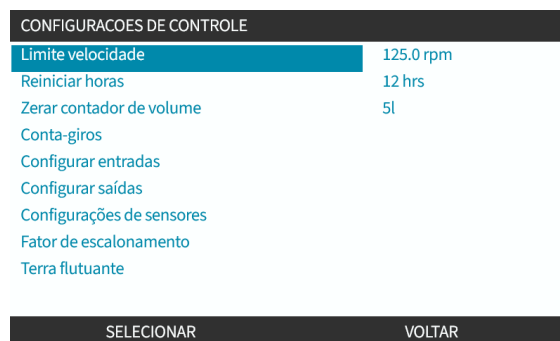 CONFIGURACOES DE CONTROLE
Limite velocidade 125.0 rpm
Reiniciar horas 12 hrs
Zerar contador de volume 5l
Conta-giros
Configurar entradas
Configurar saídas
Configurações de sensores
Fator de escalonamento
Terra flutuante
SELECIONAR VOLTAR